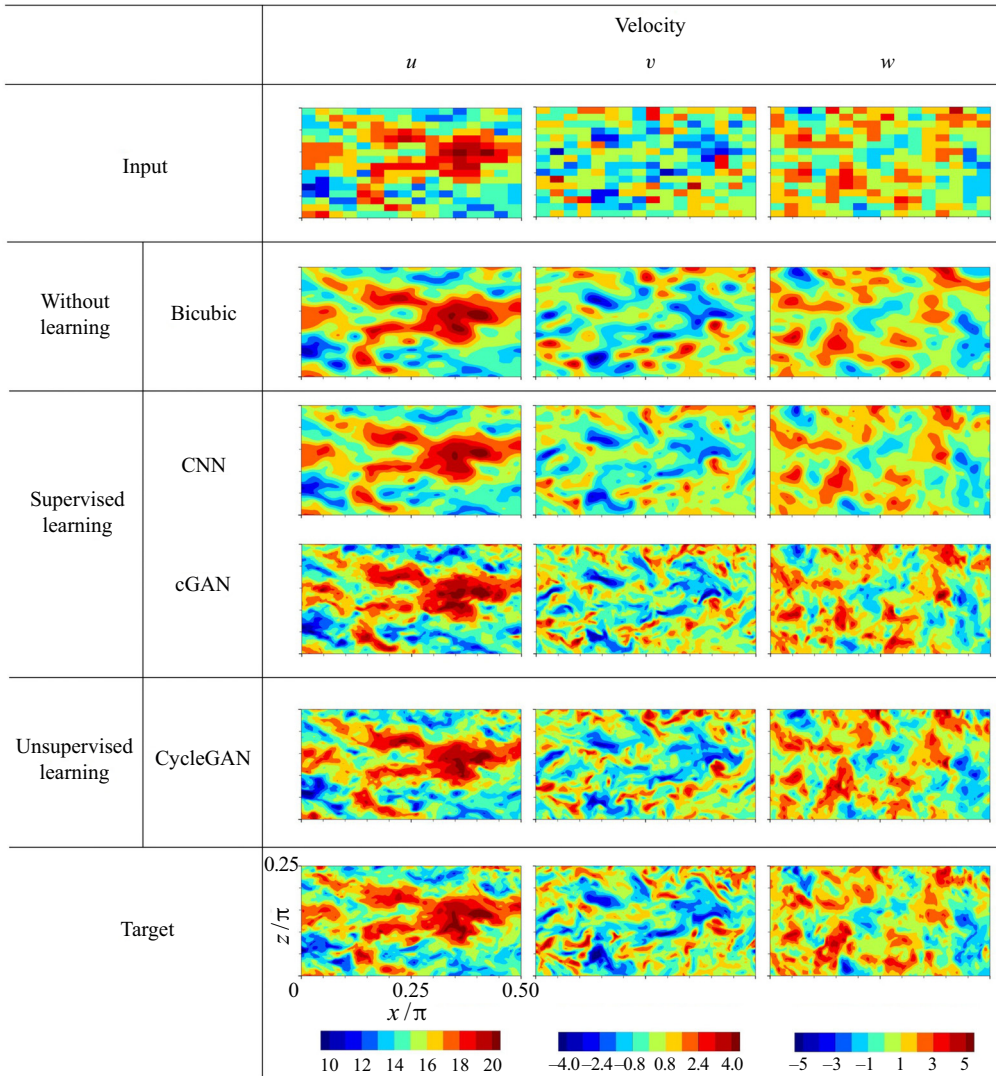 Velocity
u v w
Input
Without learning
Bicubic
Supervised learning
CNN
cGAN
Unsupervised learning
CycleGAN
Target
0.25
z/π
0 0.25 0.50
x/π
10 12 14 16 18 20
−4.0 −2.4 −0.8 0.8 2.4 4.0
−5 −3 −1 1 3 5